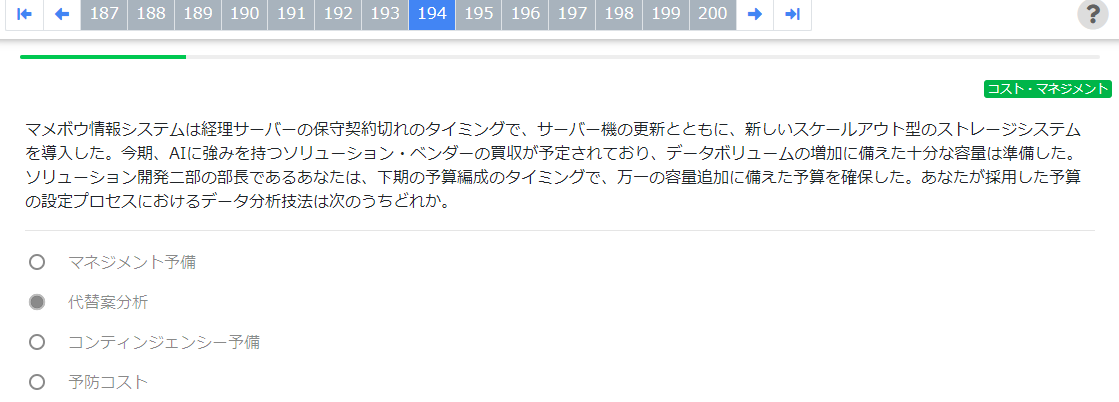 187 188 189 190 191 192 193 194 195 196 197 198 199 200 ?
コスト・マネジメント
マメボウ情報システムは経理サーバーの保守契約切れのタイミングで、サーバー機の更新とともに、新しいスケールアウト型のストレージシステム
を導入した。今期、AIに強みを持つソリューション・ベンダーの買収が予定されており、データボリュームの増加に備えた十分な容量は準備した。
ソリューション開発二部の部長であるあなたは、下期の予算編成のタイミングで、万一の容量追加に備えた予算を確保した。あなたが採用した予算
の設定プロセスにおけるデータ分析技法は次のうちどれか。
マネジメント予備
代替案分析
コンティンジェンシー予備
予防コスト